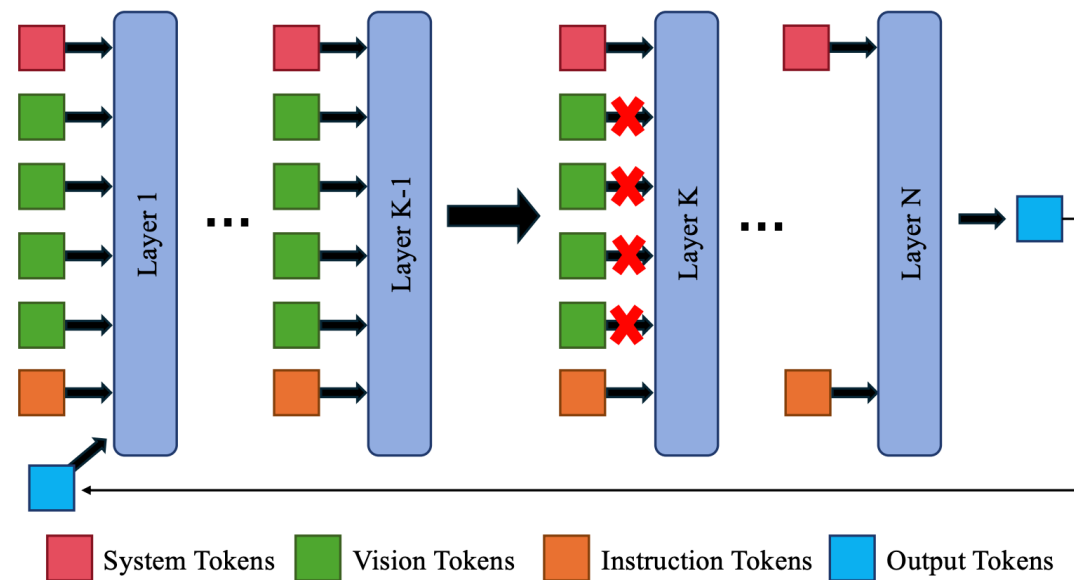 Layer 1
...
Layer K-1
Layer K
...
Layer N
System Tokens
Vision Tokens
Instruction Tokens
Output Tokens